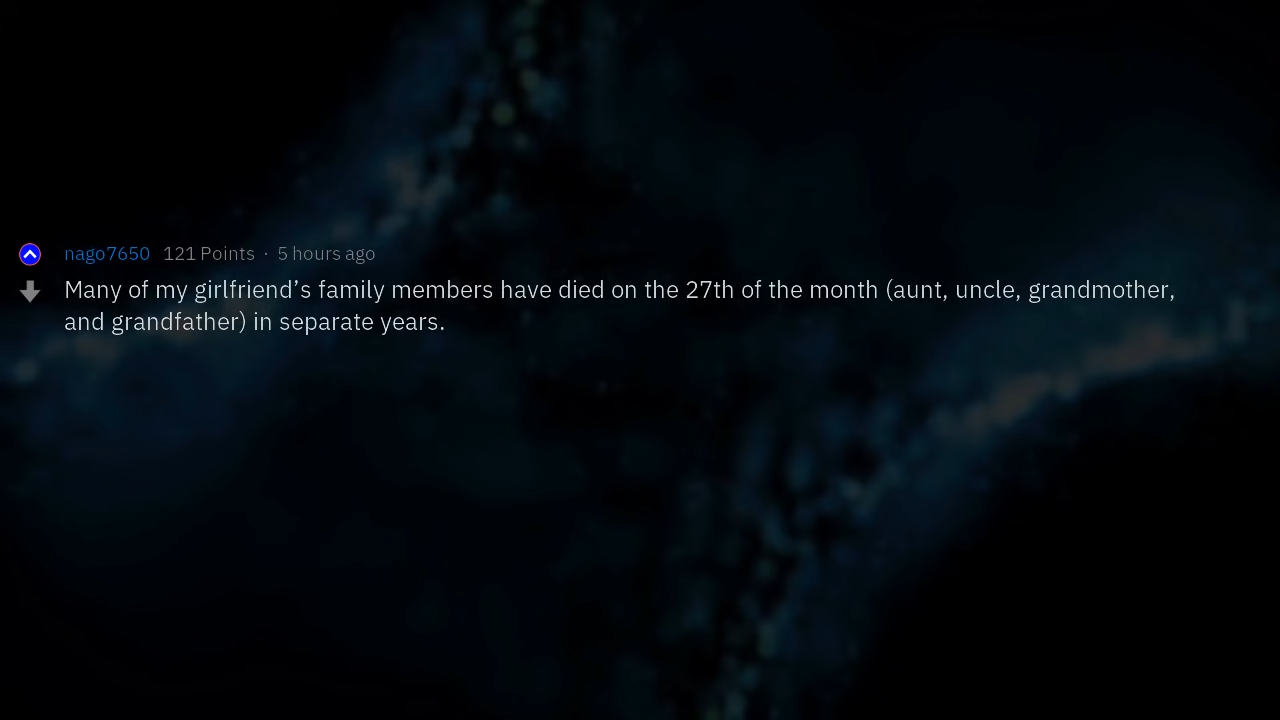 nago7650 121 Points · 5 hours ago
Many of my girlfriend’s family members have died on the 27th of the month (aunt, uncle, grandmother,
and grandfather) in separate years.